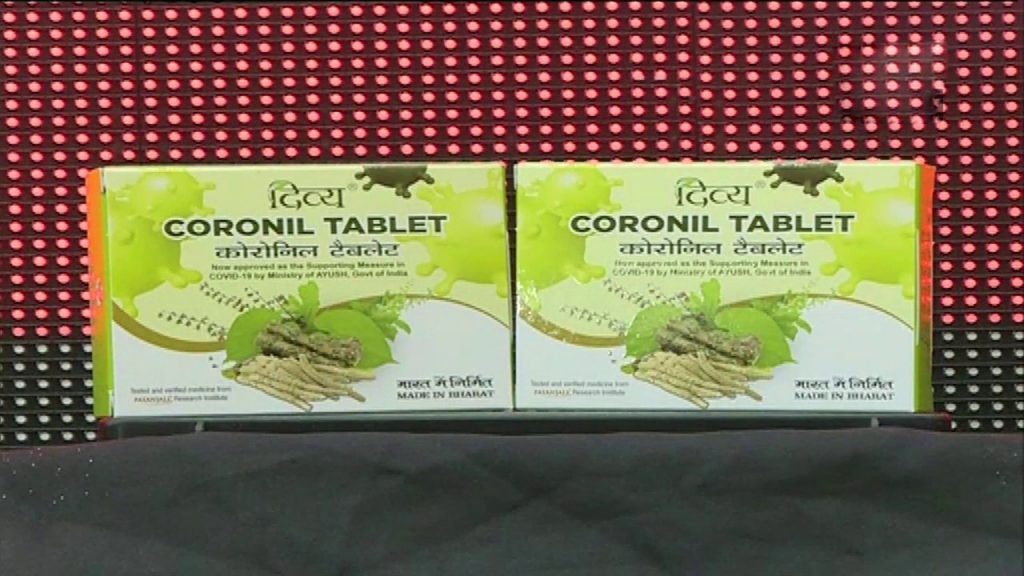 दिव्य®
CORONIL TABLET
कोरोनिल टैबलेट
Now approved as the Supporting Measure in
COVID-19 by Ministry of AYUSH, Govt of India
Tested and verified medicine from
PATANJALI Research Institute
भारत में निर्मित
MADE IN BHARAT
दिव्य®
CORONIL TABLET
कोरोनिल टैबलेट
Now approved as the Supporting Measure in
COVID-19 by Ministry of AYUSH, Govt of India
Tested and verified medicine from
PATANJALI Research Institute
भारत में निर्मित
MADE IN BHARAT